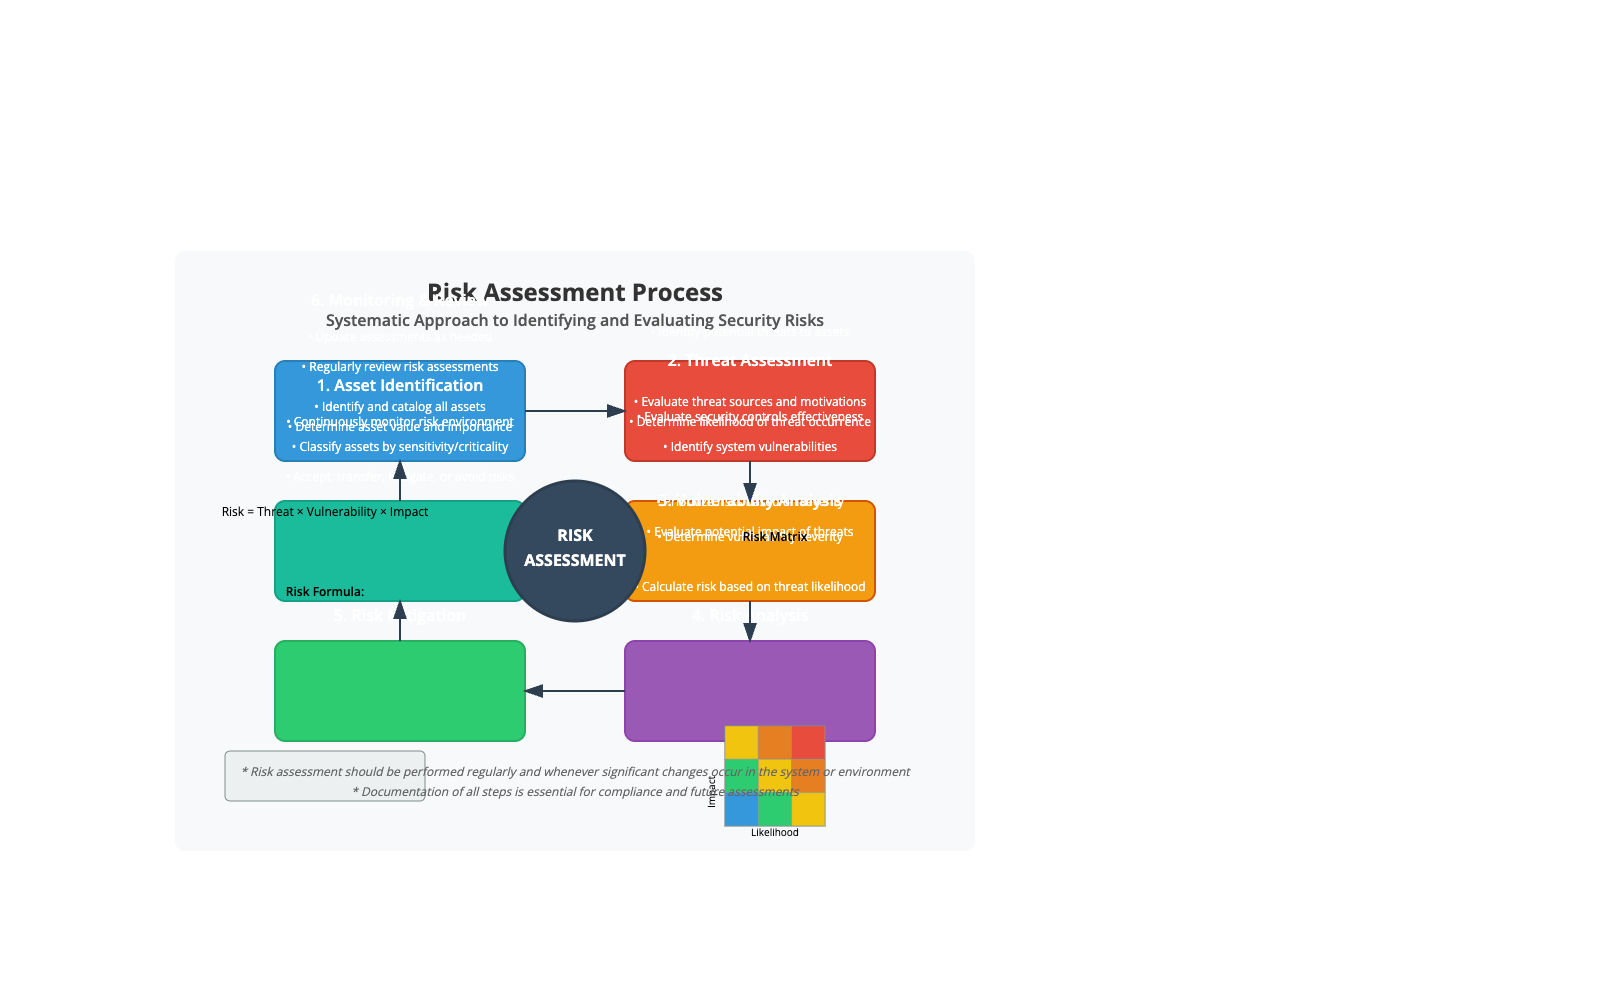 Risk Assessment Process
6. Monitoring
Systematic Approach to Identifying and Evaluating Security Risks
• Update assessments as needed
• Regularly review risk assessments
1. Asset Identification
• Identify and catalog all assets
• Continuously monitor risk environment
• Determine asset value and importance
• Classify assets by sensitivity/criticality
2. Threat Assessment
• Evaluate threat sources and motivations
• Evaluate security controls effectiveness
• Determine likelihood of threat occurrence
• Identify system vulnerabilities
• Accept, transfer, mitigate, or avoid risks
Risk = Threat × Vulnerability × Impact
3. Vulnerability Analysis
• Evaluate potential impact of threats
• Determine vulnerability severity
Risk Matrix
RISK
ASSESSMENT
• Calculate risk based on threat likelihood
Risk Formula:
5. Risk Mitigation
4. Risk Analysis
* Risk assessment should be performed regularly and whenever significant changes occur in the system or environment
* Documentation of all steps is essential for compliance and future assessments
Impact
Likelihood